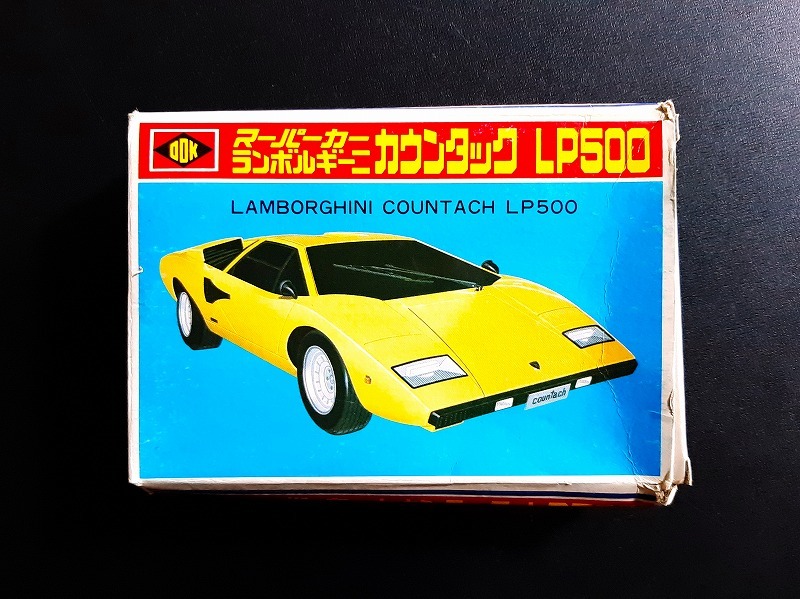 ODK
スーパーカー
ランボルギーニ カウンタック LP500
LAMBORGHINI COUNTACH LP500
counTach